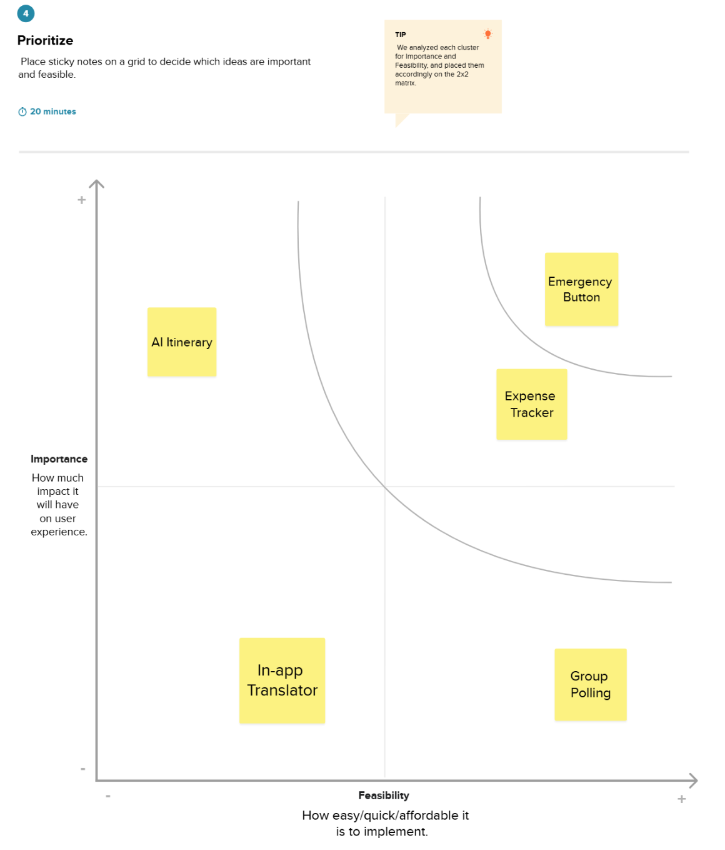 4
Prioritize
Place sticky notes on a grid to decide which ideas are important
and feasible.
20 minutes
TIP
We analyzed each cluster
for Importance and
Feasibility, and placed them
accordingly on the 2x2
matrix.
+
Emergency
Button
AI Itinerary
Expense
Tracker
Importance
How much
impact it
will have
on user
experience.
In-app
Translator
Group
Polling
-
-
Feasibility
+
How easy/quick/affordable it
is to implement.